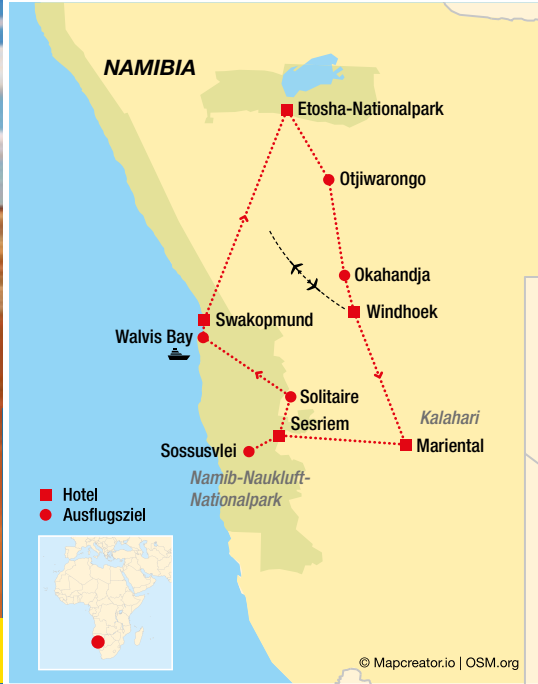 NAMIBIA
Etosha-Nationalpark
Otjiwarongo
Okahandja
Windhoek
Swakopmund
Walvis Bay
Solitaire
Kalahari
Sesriem
Mariental
Sossusvlei
Namib-Naukluft-
Nationalpark
Hotel
Ausflugsziel
© Mapcreator.io | OSM.org